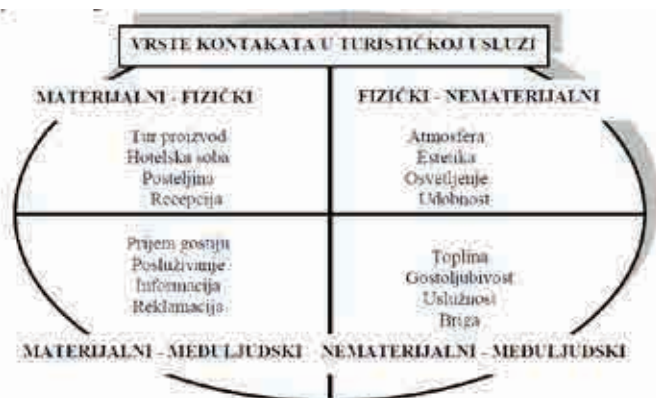 VRSTE KONTAKATA U TURISTIČKOJ USLUZI
MATERIJALNI - FIZIČKI
FIZIČKI - NEMATERIJALNI
Tur proizvod
Hotelska soba
Posteljina
Recepcija
Atmosfera
Estetika
Osvetljenje
Udobnost
Prijem gostiju
Posluživanje
Informacija
Reklamacija
Toplina
Gostoljubivost
Uslužnost
Briga
MATERIJALNI - MEĐULJUDSKI
NEMATERIJALNI - MEĐULJUDSKI